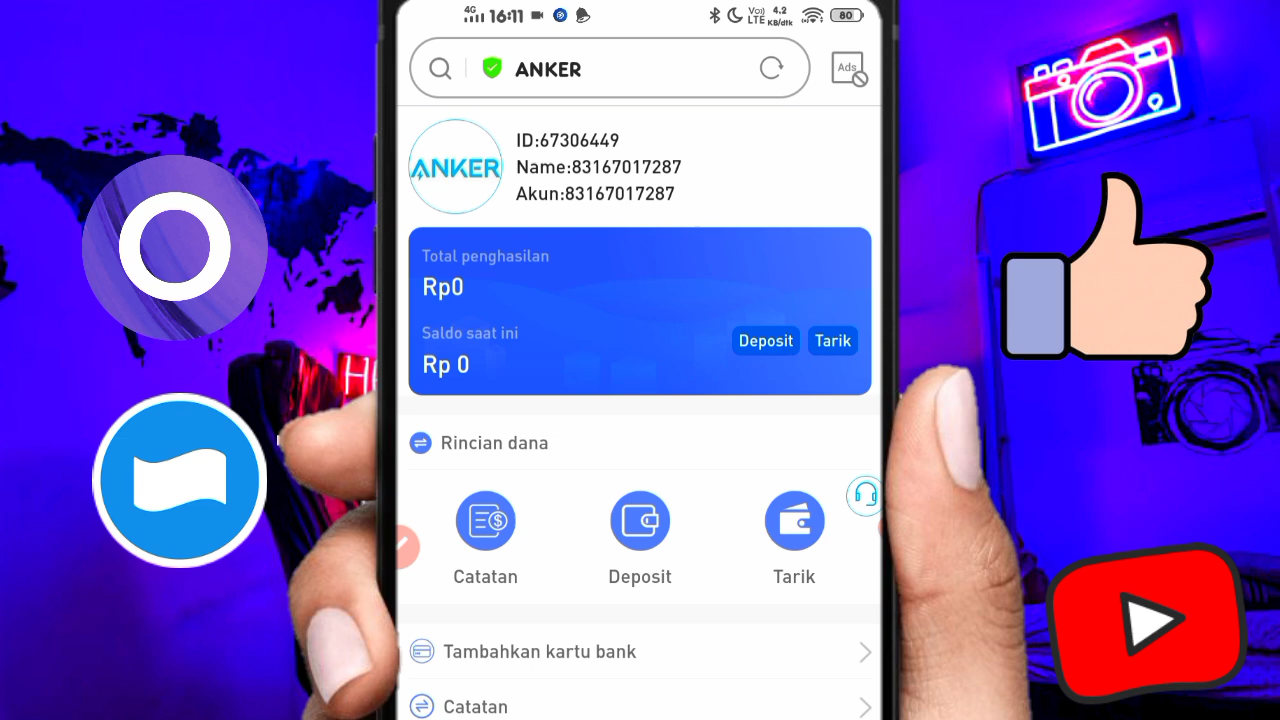 4G 16:11 Vo) LTE 4.2 KB/dtk 80
ANKER
Ads
ANKER
ID:67306449
Name:83167017287
Akun:83167017287
Total penghasilan
Rp0
Saldo saat ini
Rp 0
Deposit Tarik
Rincian dana
Catatan Deposit Tarik
Tambahkan kartu bank
Catatan